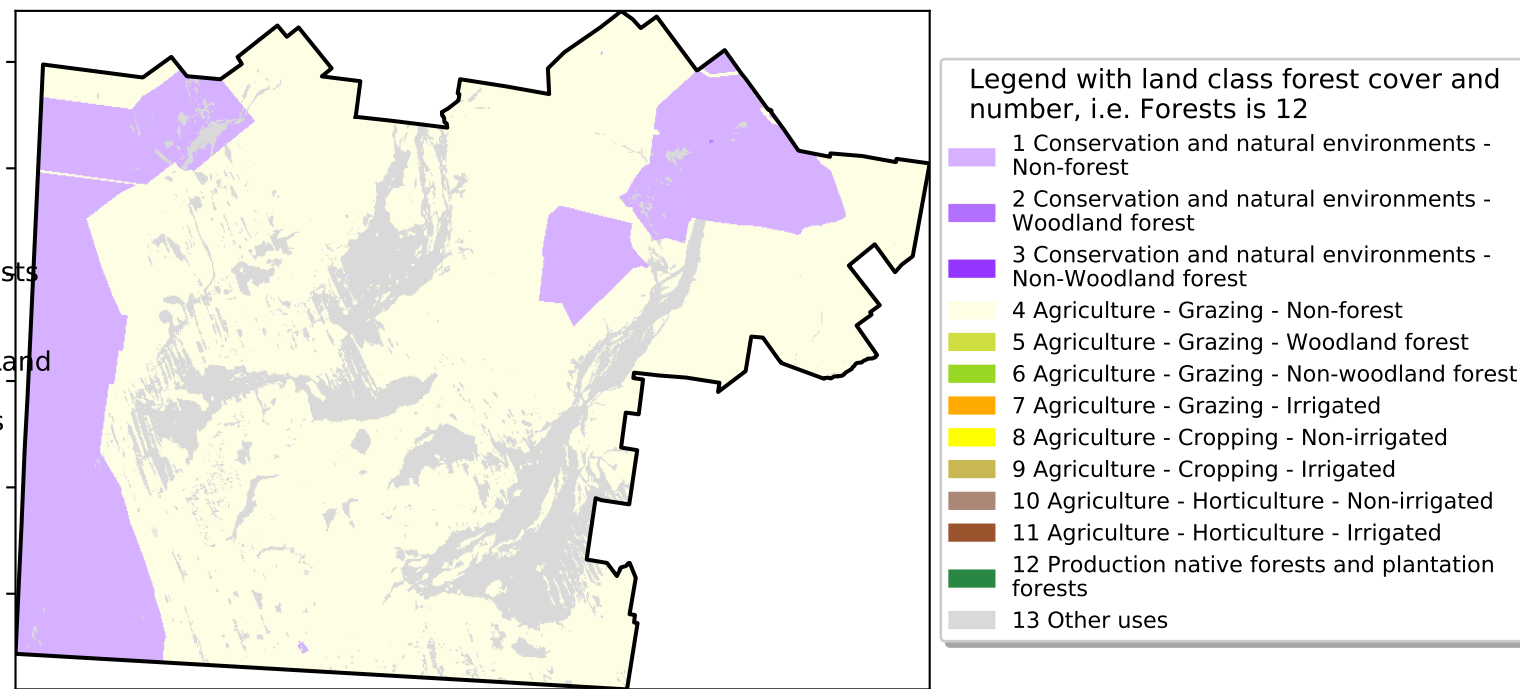 sts
and
s
Legend with land class forest cover and
number, i.e. Forests is 12
1 Conservation and natural environments -
Non-forest
2 Conservation and natural environments -
Woodland forest
3 Conservation and natural environments -
Non-Woodland forest
4 Agriculture - Grazing - Non-forest
5 Agriculture - Grazing - Woodland forest
6 Agriculture - Grazing - Non-woodland forest
7 Agriculture - Grazing - Irrigated
8 Agriculture - Cropping - Non-irrigated
9 Agriculture - Cropping - Irrigated
10 Agriculture - Horticulture - Non-irrigated
11 Agriculture - Horticulture - Irrigated
12 Production native forests and plantation
forests
13 Other uses